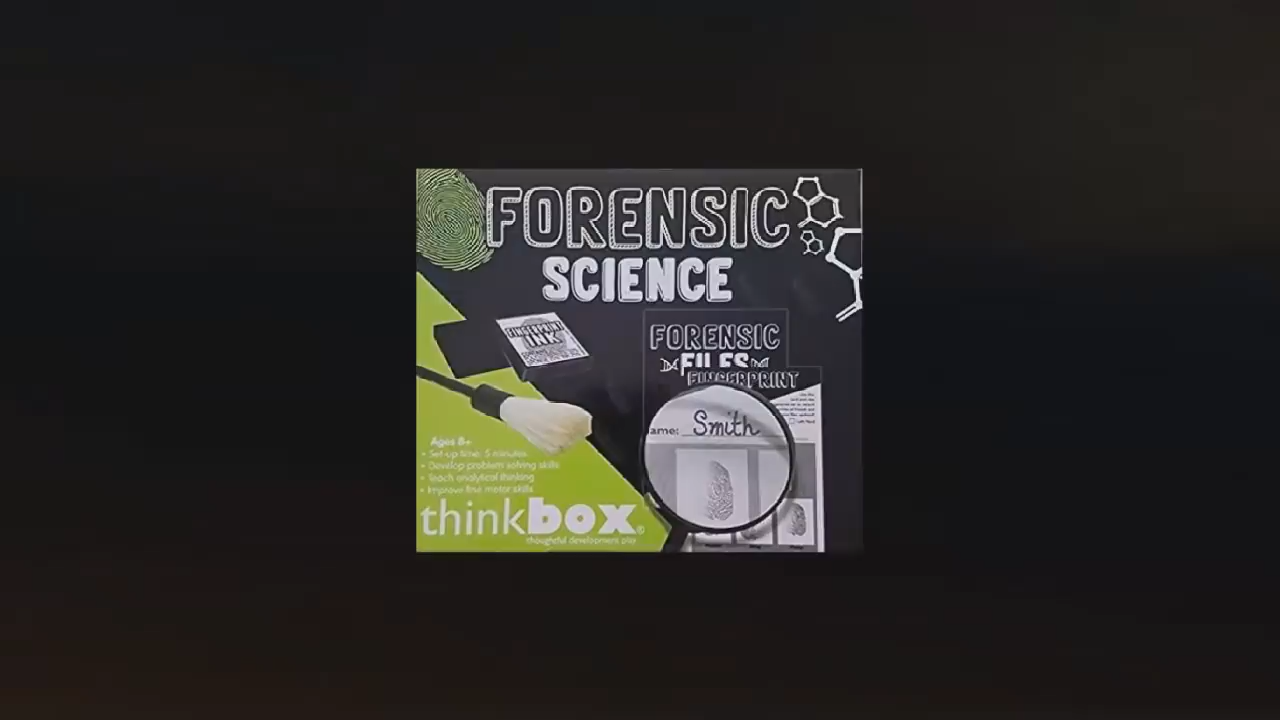 FORENSIC
SCIENCE
FINGERPRINT
INK
FORENSIC
FILES
FINGERPRINT
ame: Smith
Ages 8+
• Set-up time: 5 minutes
• Develop problem solving skills
• Teach analytical thinking
• Improve fine motor skills
thinkbox®
thoughtful development play